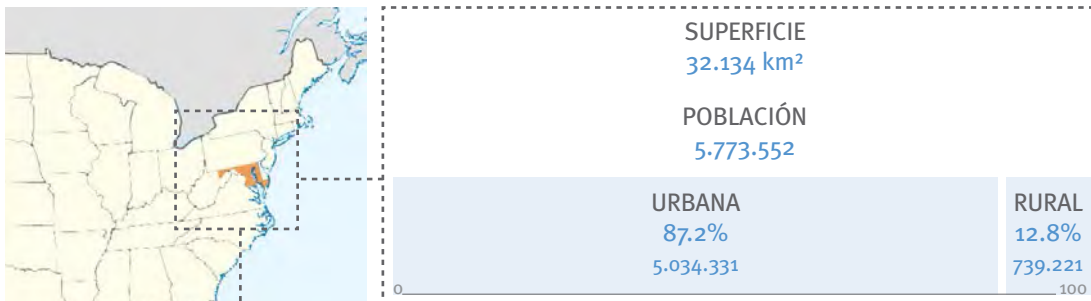 SUPERFICIE
32.134 km²
POBLACIÓN
5.773.552
URBANA
87.2%
5.034.331
RURAL
12.8%
739.221
0
100